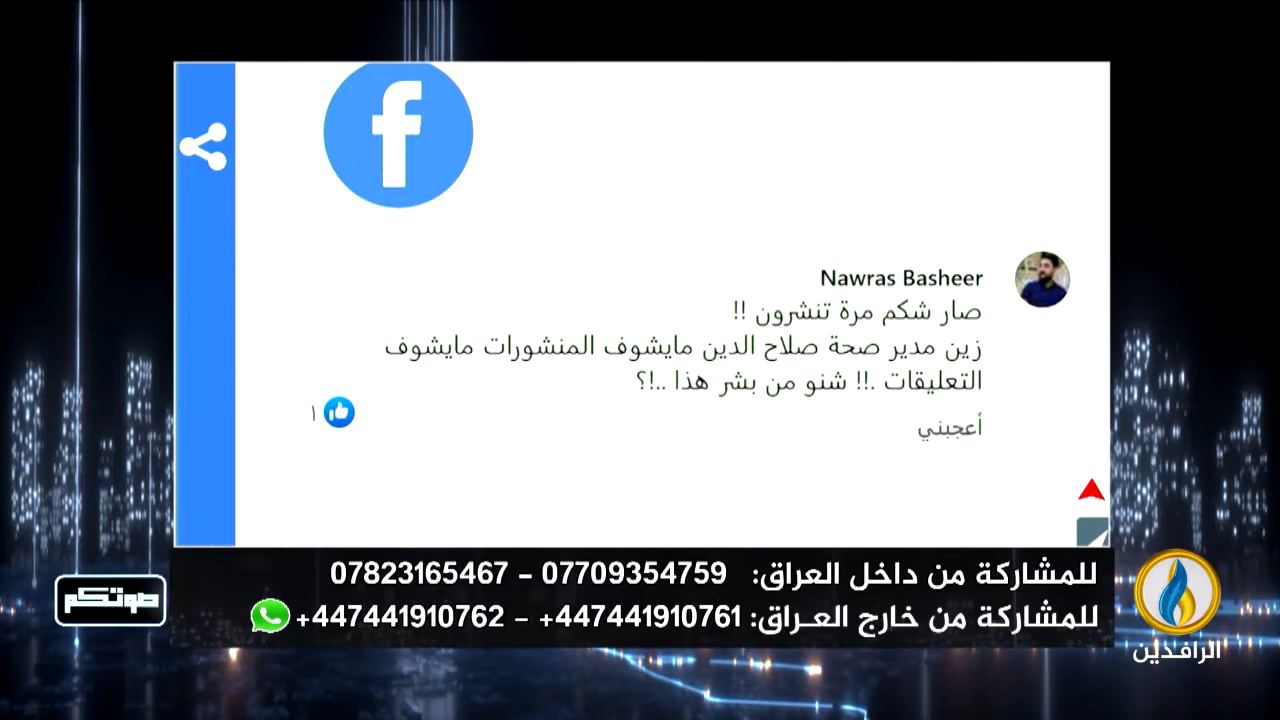 Nawras Basheer
صار شكم مرة تنشرون !!
زين مدير صحة صلاح الدين مايشوف المنشورات مايشوف
التعليقات .!! شنو من بشر هذا ..!؟
١
أعجبني
للمشاركة من داخل العراق: 07709354759 - 07823165467
للمشاركة من خارج العـراق: 447441910761+ - 447441910762+
صوتكم
الرافدين